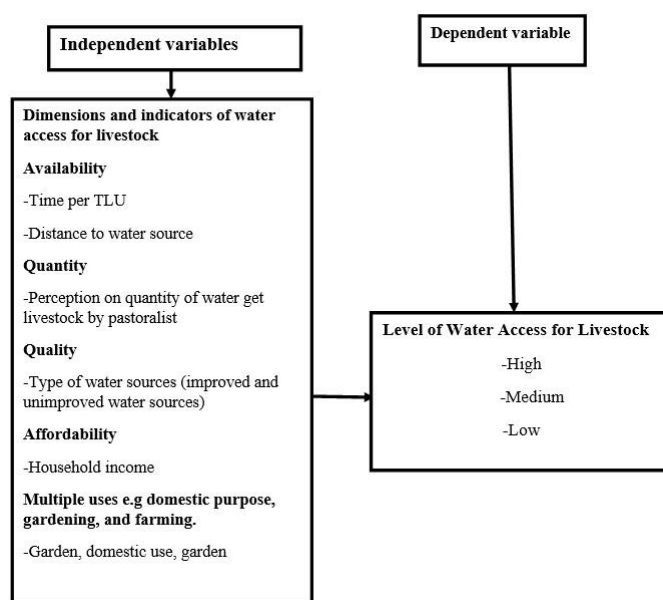 Independent variables
Dependent variable
Dimensions and indicators of water
access for livestock
Availability
-Time per TLU
-Distance to water source
Quantity
-Perception on quantity of water get
livestock by pastoralist
Quality
-Type of water sources (improved and
unimproved water sources)
Affordability
-Household income
Multiple uses e.g domestic purpose,
gardening, and farming.
-Garden, domestic use, garden
Level of Water Access for Livestock
-High
-Medium
-Low